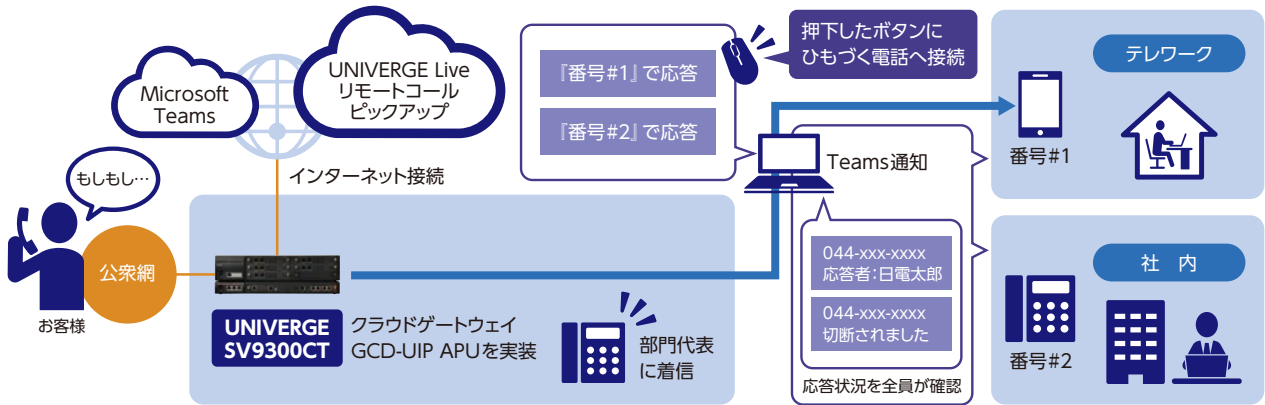 Microsoft
Teams
UNIVERGE Live
リモートコール
ピックアップ
インターネット接続
もしもし…
お客様
公衆網
UNIVERGE
SV9300CT
クラウドゲートウェイ
GCD-UIP APUを実装
部門代表
に着信
『番号#1』で応答
『番号#2』で応答
押下したボタンに
ひもづく電話へ接続
Teams通知
044-xxx-xxxx
応答者:日電太郎
044-xxx-xxxx
切断されました
応答状況を全員が確認
テレワーク
番号#1
社 内
番号#2